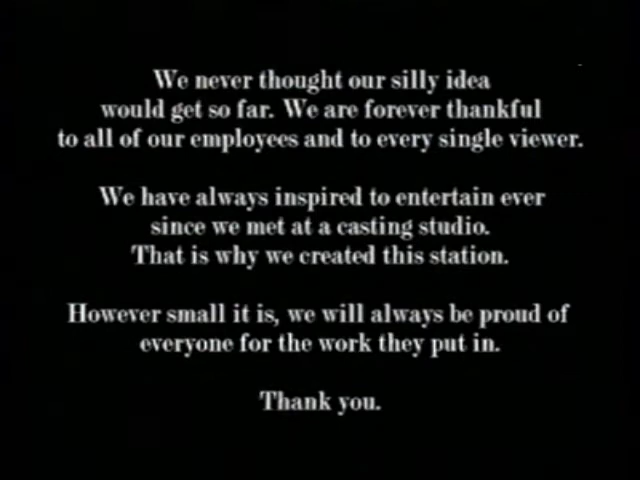 We never thought our silly idea
would get so far. We are forever thankful
to all of our employees and to every single viewer.
We have always inspired to entertain ever
since we met at a casting studio.
That is why we created this station.
However small it is, we will always be proud of
everyone for the work they put in.
Thank you.